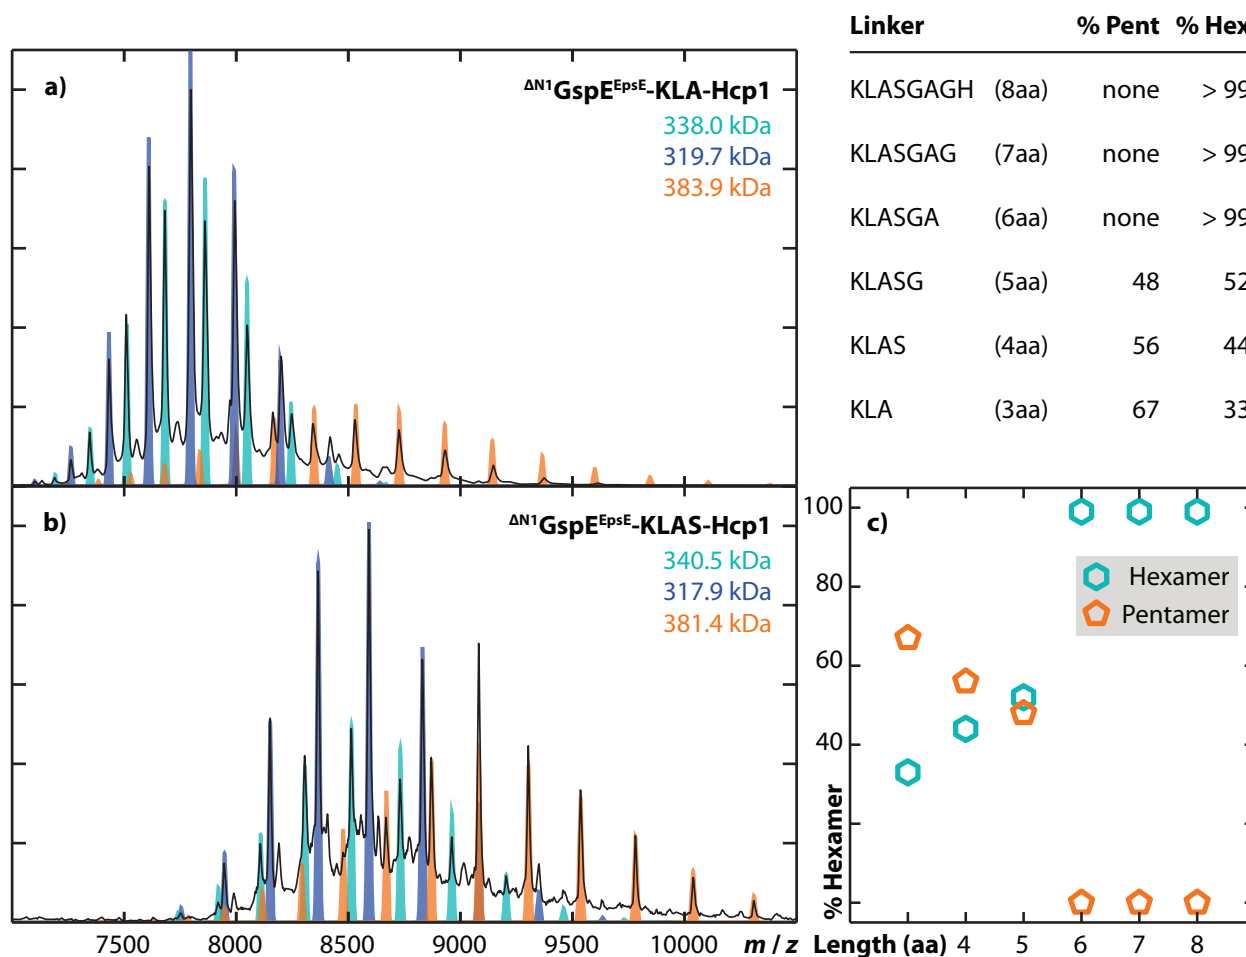 a)
ΔN1GspEEpsE-KLA-Hcp1
338.0 kDa
319.7 kDa
383.9 kDa
b)
ΔN1GspEEpsE-KLAS-Hcp1
340.5 kDa
317.9 kDa
381.4 kDa
7500 8000 8500 9000 9500 10000 m / z
Linker % Pent % Hex
KLASGAGH (8aa) none > 99
KLASGAG (7aa) none > 99
KLASGA (6aa) none > 99
KLASG (5aa) 48 52
KLAS (4aa) 56 44
KLA (3aa) 67 33
c)
100
80
60
40
% Hexamer
Hexamer
Pentamer
Length (aa) 4 5 6 7 8